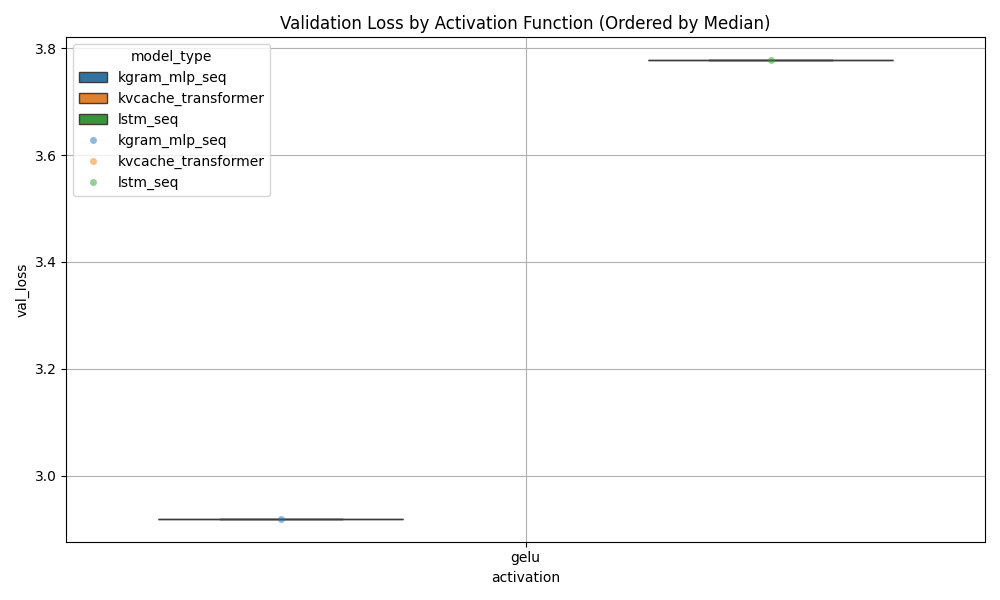 Validation Loss by Activation Function (Ordered by Median)
model_type
kgram_mlp_seq
kvcache_transformer
lstm_seq
kgram_mlp_seq
kvcache_transformer
lstm_seq
val_loss
3.8
3.6
3.4
3.2
3.0
gelu
activation